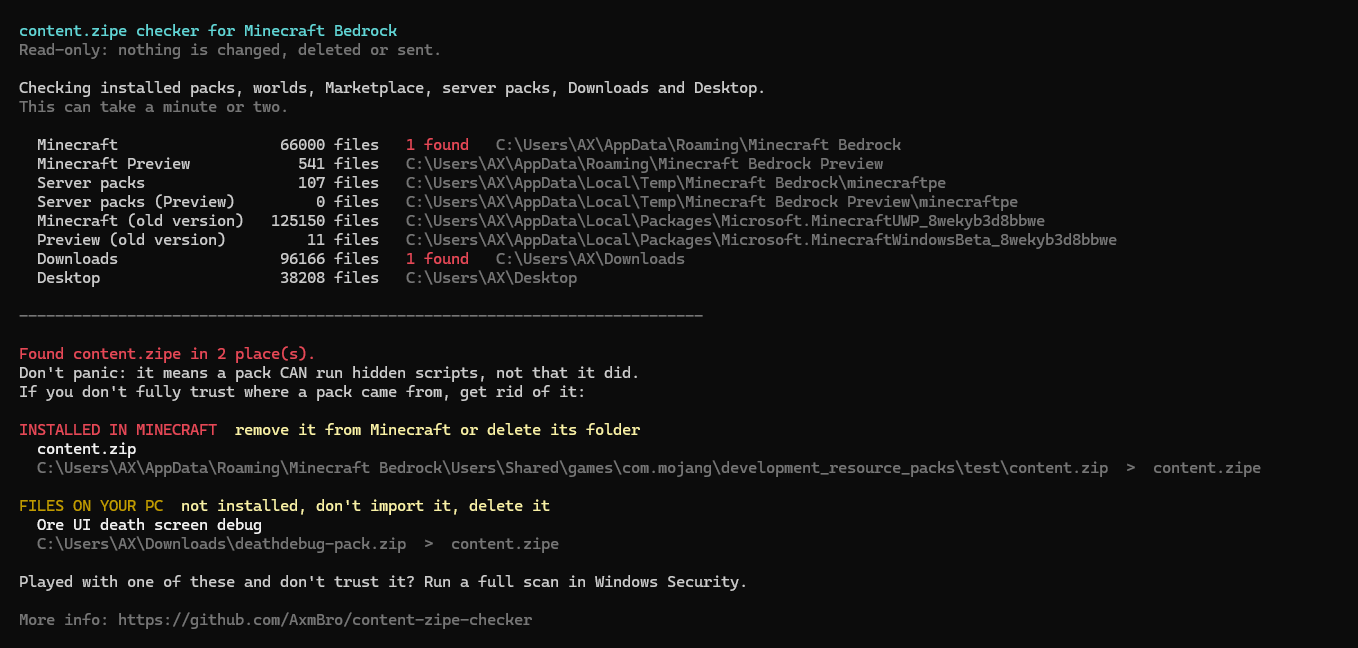 content.zipe checker for Minecraft Bedrock
Read-only: nothing is changed, deleted or sent.
Checking installed packs, worlds, Marketplace, server packs, Downloads and Desktop.
This can take a minute or two.
Minecraft 66000 files 1 found C:\Users\AX\AppData\Roaming\Minecraft Bedrock
Minecraft Preview 541 files C:\Users\AX\AppData\Roaming\Minecraft Bedrock Preview
Server packs 107 files C:\Users\AX\AppData\Local\Temp\Minecraft Bedrock\minecraftpe
Server packs (Preview) 0 files C:\Users\AX\AppData\Local\Temp\Minecraft Bedrock Preview\minecraftpe
Minecraft (old version) 125150 files C:\Users\AX\AppData\Local\Packages\Microsoft.MinecraftUWP_8wekyb3d8bbwe
Preview (old version) 11 files C:\Users\AX\AppData\Local\Packages\Microsoft.MinecraftWindowsBeta_8wekyb3d8bbwe
Downloads 96166 files 1 found C:\Users\AX\Downloads
Desktop 38208 files C:\Users\AX\Desktop
----------------------------------------------------------------------------
Found content.zipe in 2 place(s).
Don't panic: it means a pack CAN run hidden scripts, not that it did.
If you don't fully trust where a pack came from, get rid of it:
INSTALLED IN MINECRAFT remove it from Minecraft or delete its folder
content.zip
C:\Users\AX\AppData\Roaming\Minecraft Bedrock\Users\Shared\games\com.mojang\development_resource_packs\test\content.zip > content.zipe
FILES ON YOUR PC not installed, don't import it, delete it
Ore UI death screen debug
C:\Users\AX\Downloads\deathdebug-pack.zip > content.zipe
Played with one of these and don't trust it? Run a full scan in Windows Security.
More info: https://github.com/AxmBro/content-zipe-checker